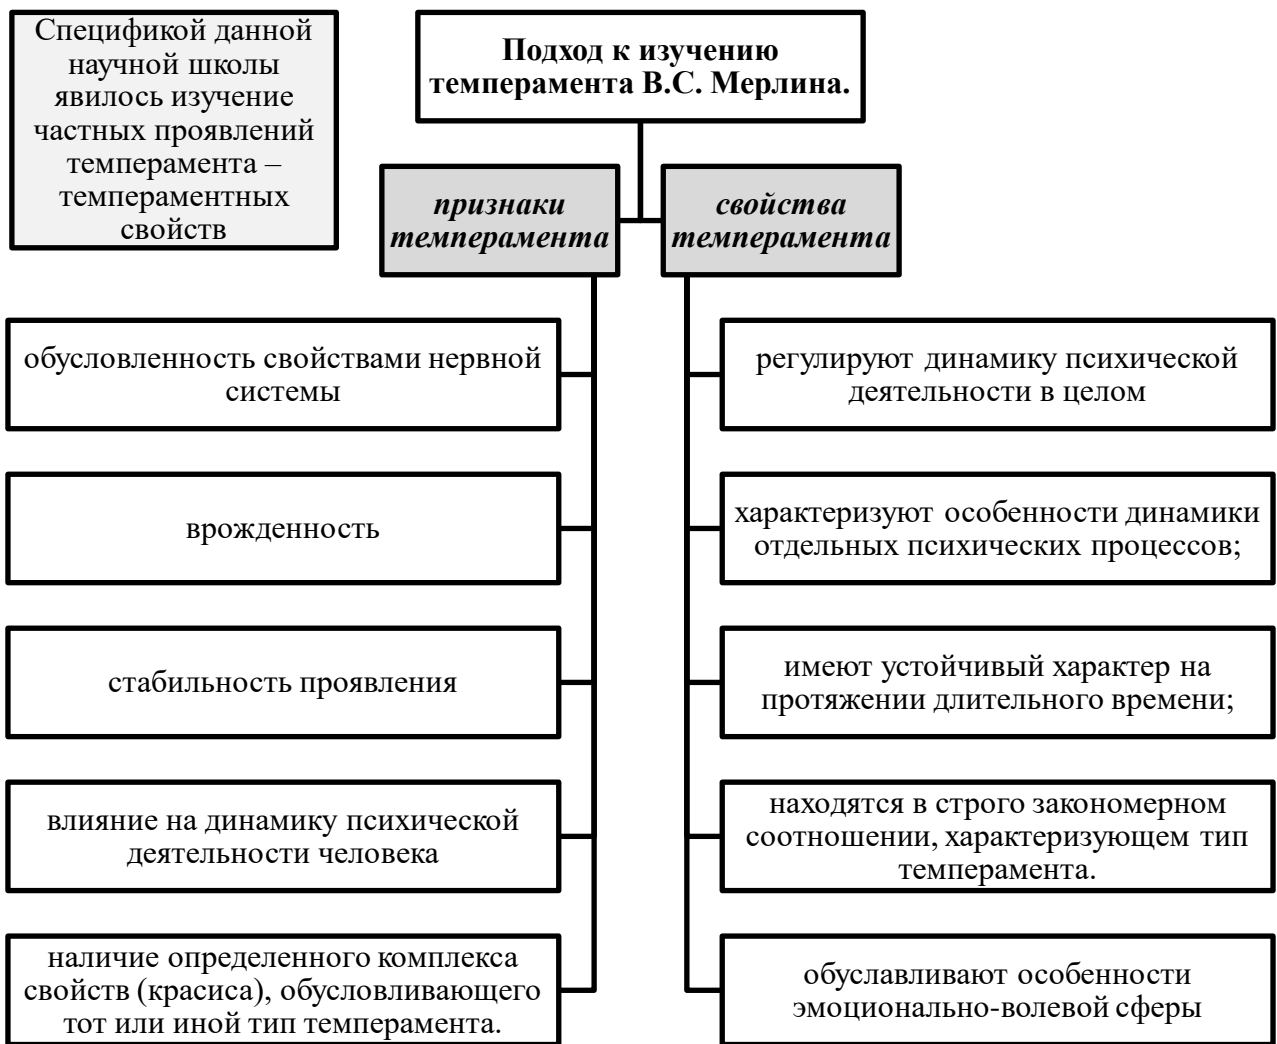 Спецификой данной
научной школы
явилось изучение
частных проявлений
темперамента –
темпераментных
свойств
Подход к изучению
темперамента В.С. Мерлина.
признаки
темперамента
свойства
темперамента
обусловленность свойствами нервной
системы
врожденность
стабильность проявления
влияние на динамику психической
деятельности человека
наличие определенного комплекса
свойств (красиса), обусловливающего
тот или иной тип темперамента.
регулируют динамику психической
деятельности в целом
характеризуют особенности динамики
отдельных психических процессов;
имеют устойчивый характер на
протяжении длительного времени;
находятся в строго закономерном
соотношении, характеризующем тип
темперамента.
обуславливают особенности
эмоционально-волевой сферы